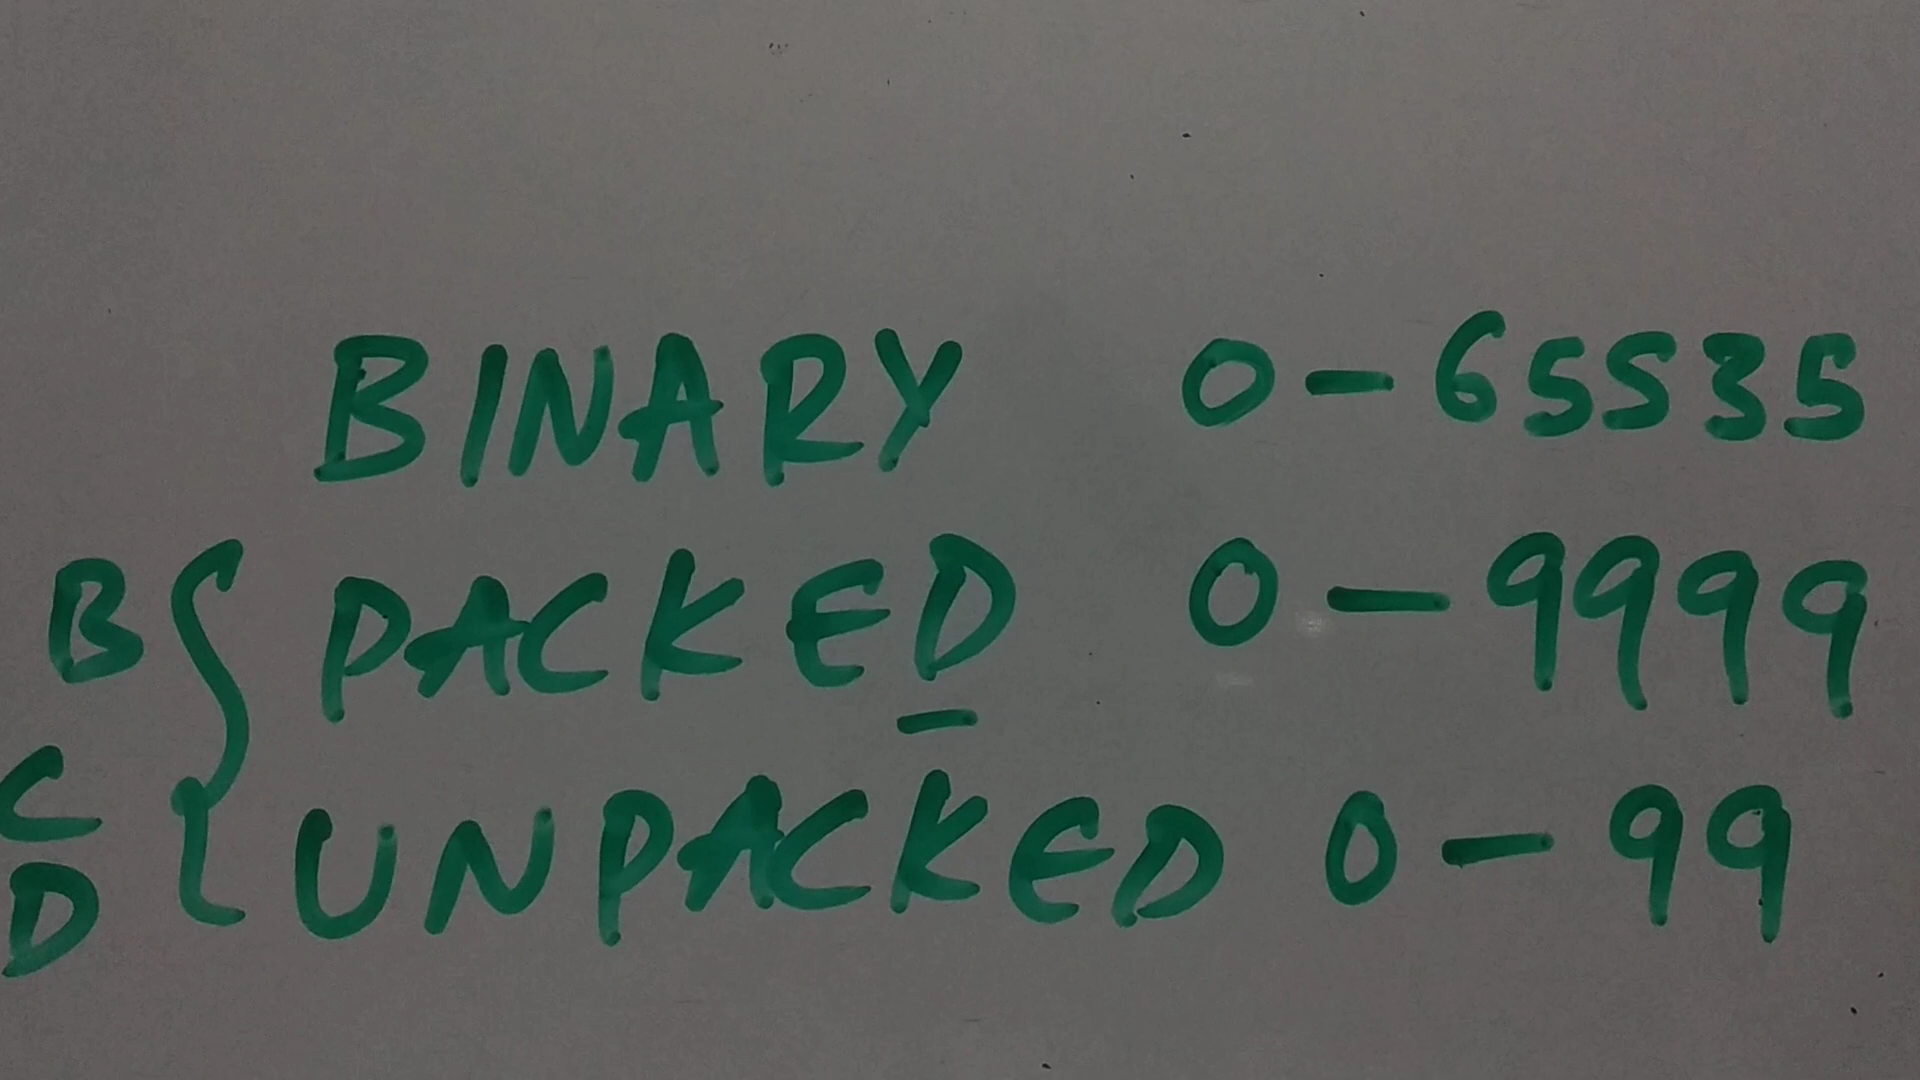 BINARY 0-65535
B { PACKED 0-9999
C
D { UNPACKED 0-99